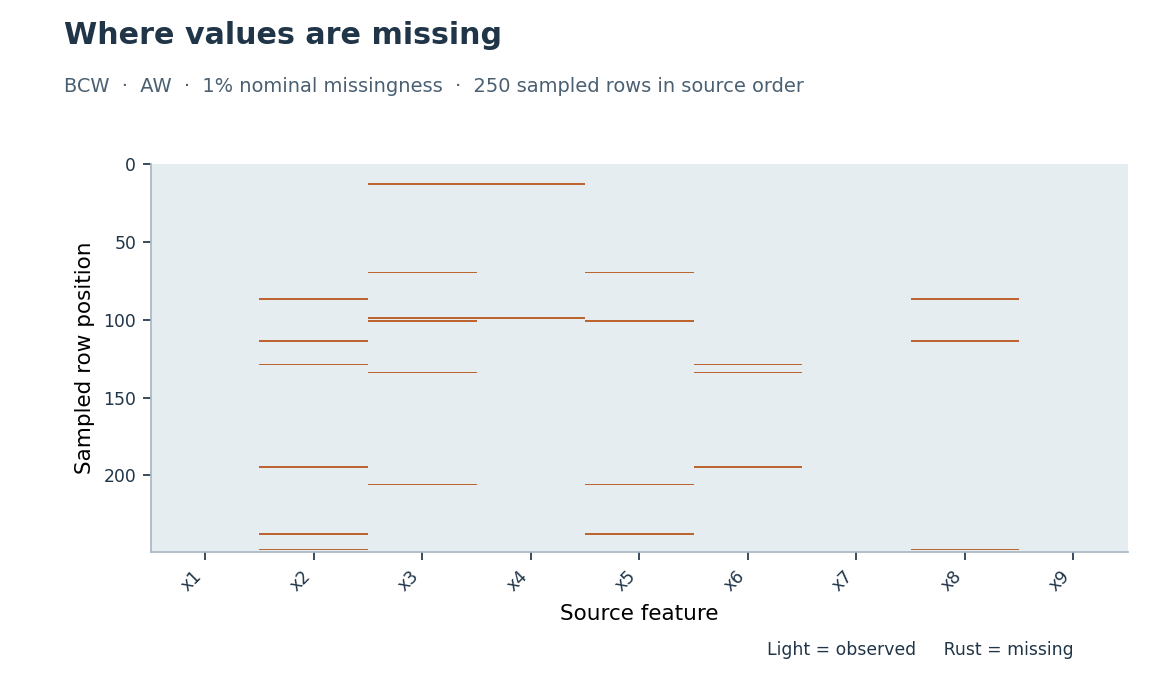 Where values are missing
BCW · AW · 1% nominal missingness · 250 sampled rows in source order
0
50
100
150
200
Sampled row position
x1 x2 x3 x4 x5 x6 x7 x8 x9
Source feature
Light = observed Rust = missing